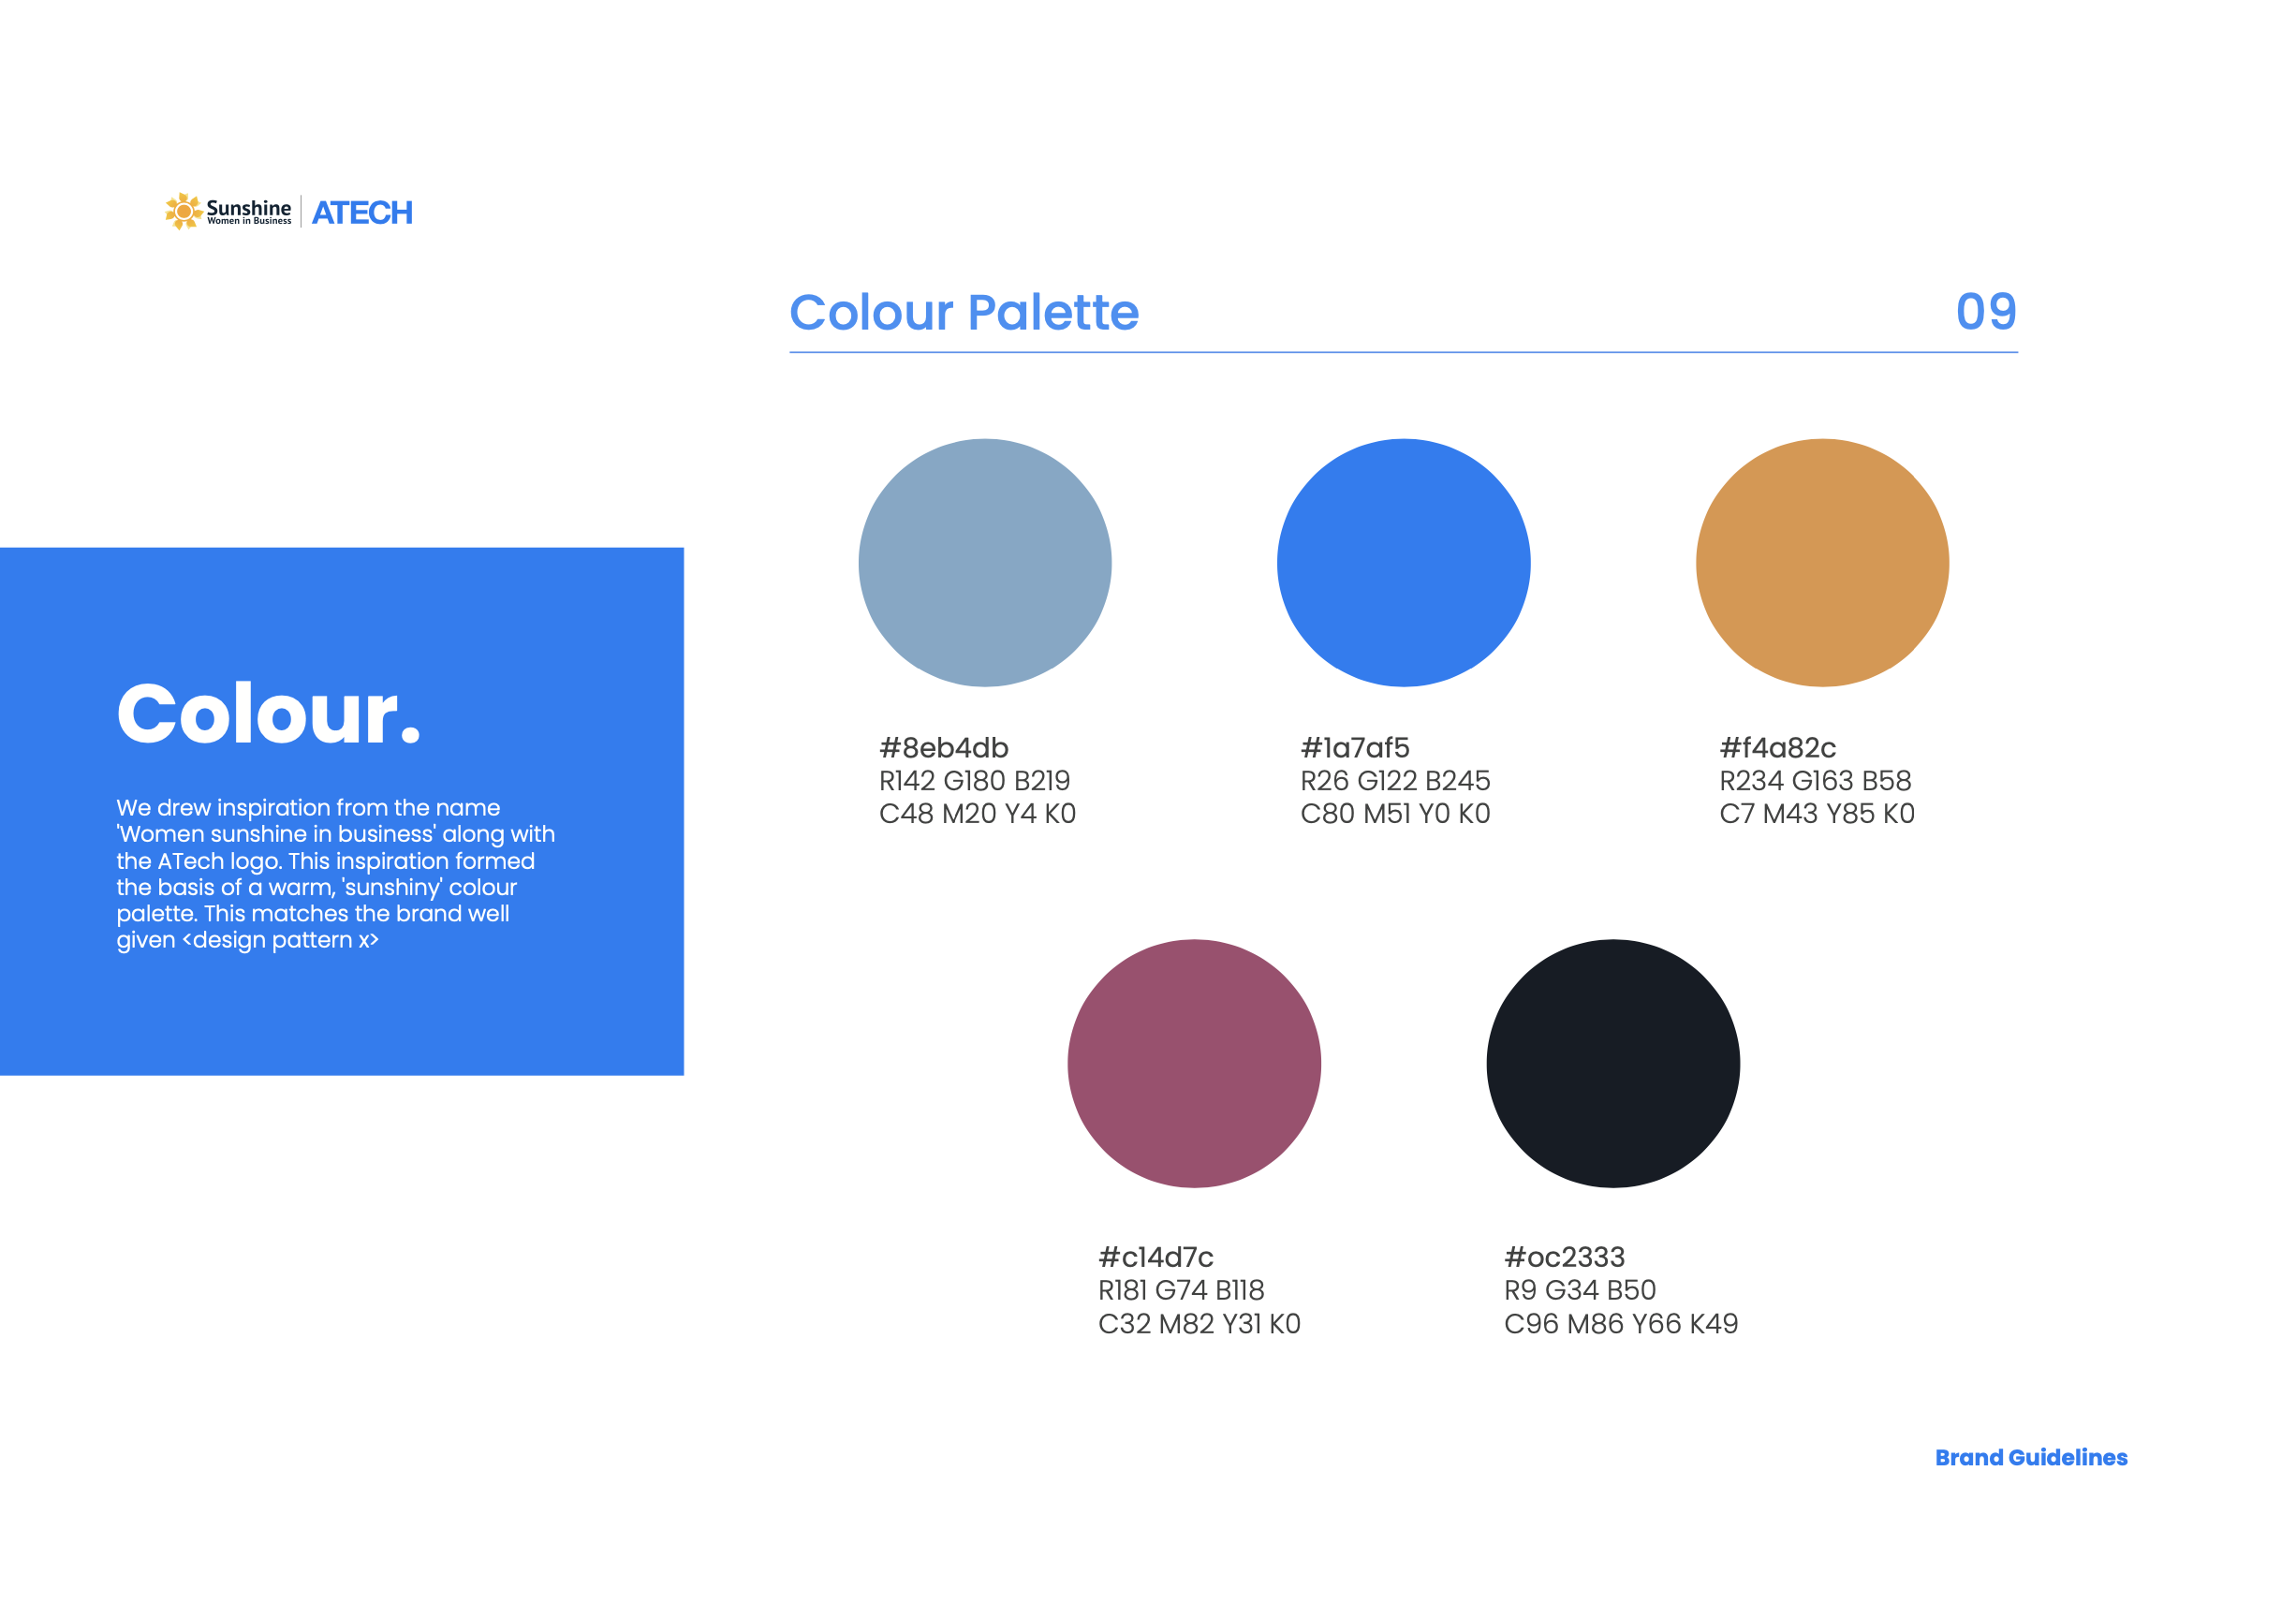 Sunshine
Women in Business
ATECH
Colour Palette
09
Colour.
We drew inspiration from the name
'Women sunshine in business' along with
the ATech logo. This inspiration formed
the basis of a warm, 'sunshiny' colour
palette. This matches the brand well
given <design pattern x>
#8eb4db
R142 G180 B219
C48 M20 Y4 K0
#1a7af5
R26 G122 B245
C80 M51 Y0 K0
#f4a82c
R234 G163 B58
C7 M43 Y85 K0
#c14d7c
R181 G74 B118
C32 M82 Y31 K0
#oc2333
R9 G34 B50
C96 M86 Y66 K49
Brand Guidelines